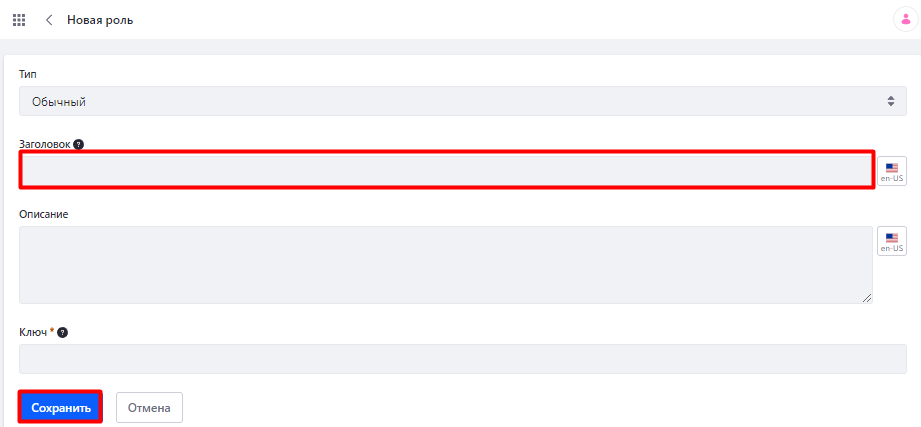 Новая роль
Тип
Обычный
Заголовок ?
en-US
Описание
en-US
Ключ * ?
Сохранить Отмена